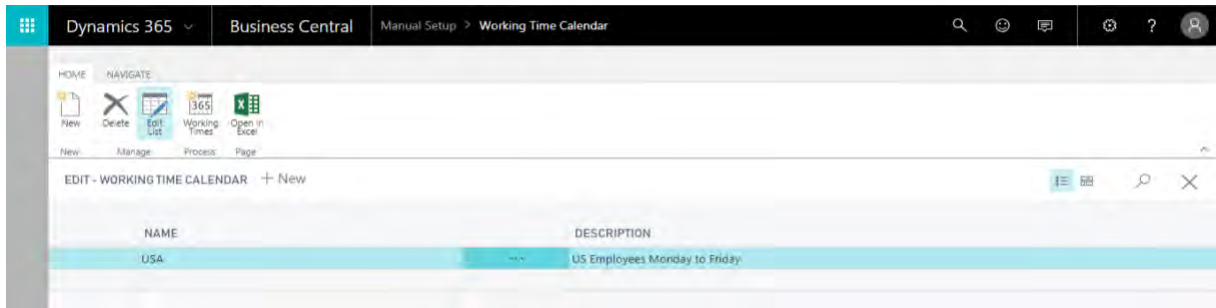 Dynamics 365 Business Central Manual Setup > Working Time Calendar ?
HOME NAVIGATE
365 X
New Delete Edit List Working Times Open in Excel
New Manage Process Page
EDIT - WORKING TIME CALENDAR + New
NAME DESCRIPTION
USA ... US Employees Monday to Friday